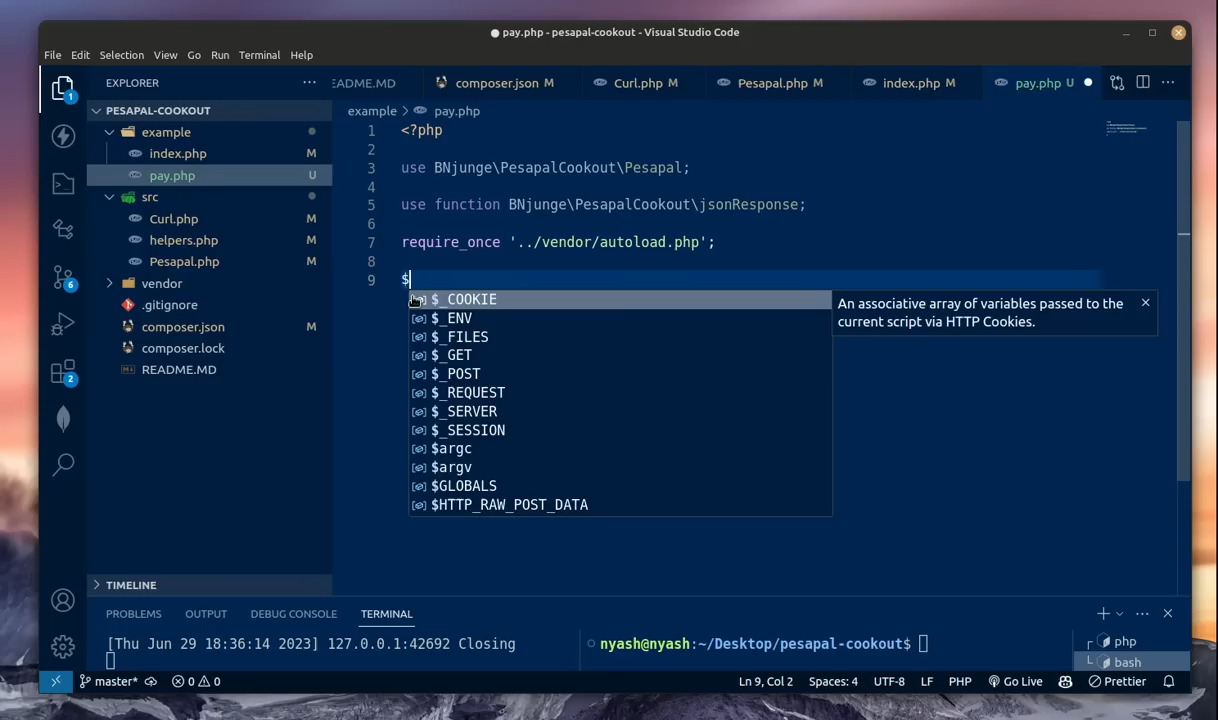 pay.php - pesapal-cookout - Visual Studio Code
File Edit Selection View Go Run Terminal Help
EXPLORER
EADME.MD
composer.json M
Curl.php M
Pesapal.php M
index.php M
pay.php U
PESAPAL-COOKOUT
example
index.php M
pay.php U
src
Curl.php M
helpers.php M
Pesapal.php M
vendor
.gitignore
composer.json M
composer.lock
README.MD
TIMELINE
1
6
2
example > pay.php
1 <?php
2
3 use BNjunge\PesapalCookout\Pesapal;
4
5 use function BNjunge\PesapalCookout\jsonResponse;
6
7 require_once '../vendor/autoload.php';
8
9 $
$_COOKIE
$_ENV
$_FILES
$_GET
$_POST
$_REQUEST
$_SERVER
$_SESSION
$argc
$argv
$GLOBALS
$HTTP_RAW_POST_DATA
An associative array of variables passed to the
current script via HTTP Cookies.
PROBLEMS OUTPUT DEBUG CONSOLE TERMINAL
[Thu Jun 29 18:36:14 2023] 127.0.0.1:42692 Closing
nyash@nyash:~/Desktop/pesapal-cookout$
php
bash
master* 0 0 Ln 9, Col 2 Spaces: 4 UTF-8 LF PHP Go Live Prettier